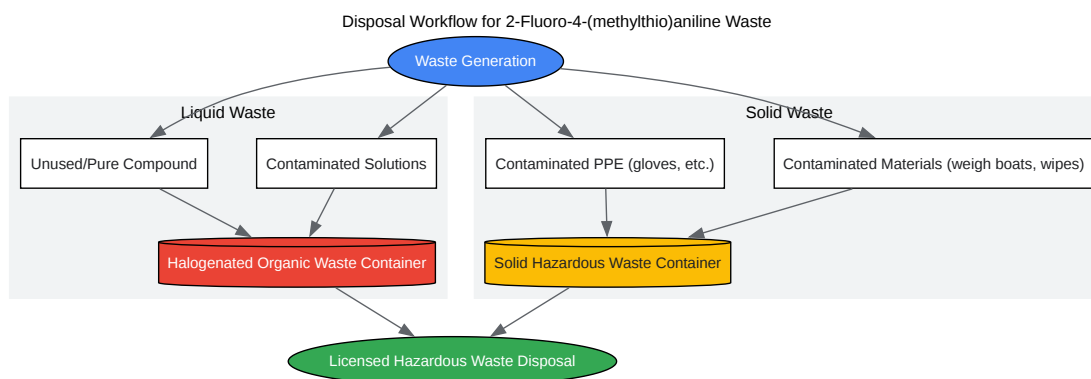 Disposal Workflow for 2-Fluoro-4-(methylthio)aniline Waste
Waste Generation
Liquid Waste
Solid Waste
Unused/Pure Compound
Contaminated Solutions
Contaminated PPE (gloves, etc.)
Contaminated Materials (weigh boats, wipes)
Halogenated Organic Waste Container
Solid Hazardous Waste Container
Licensed Hazardous Waste Disposal